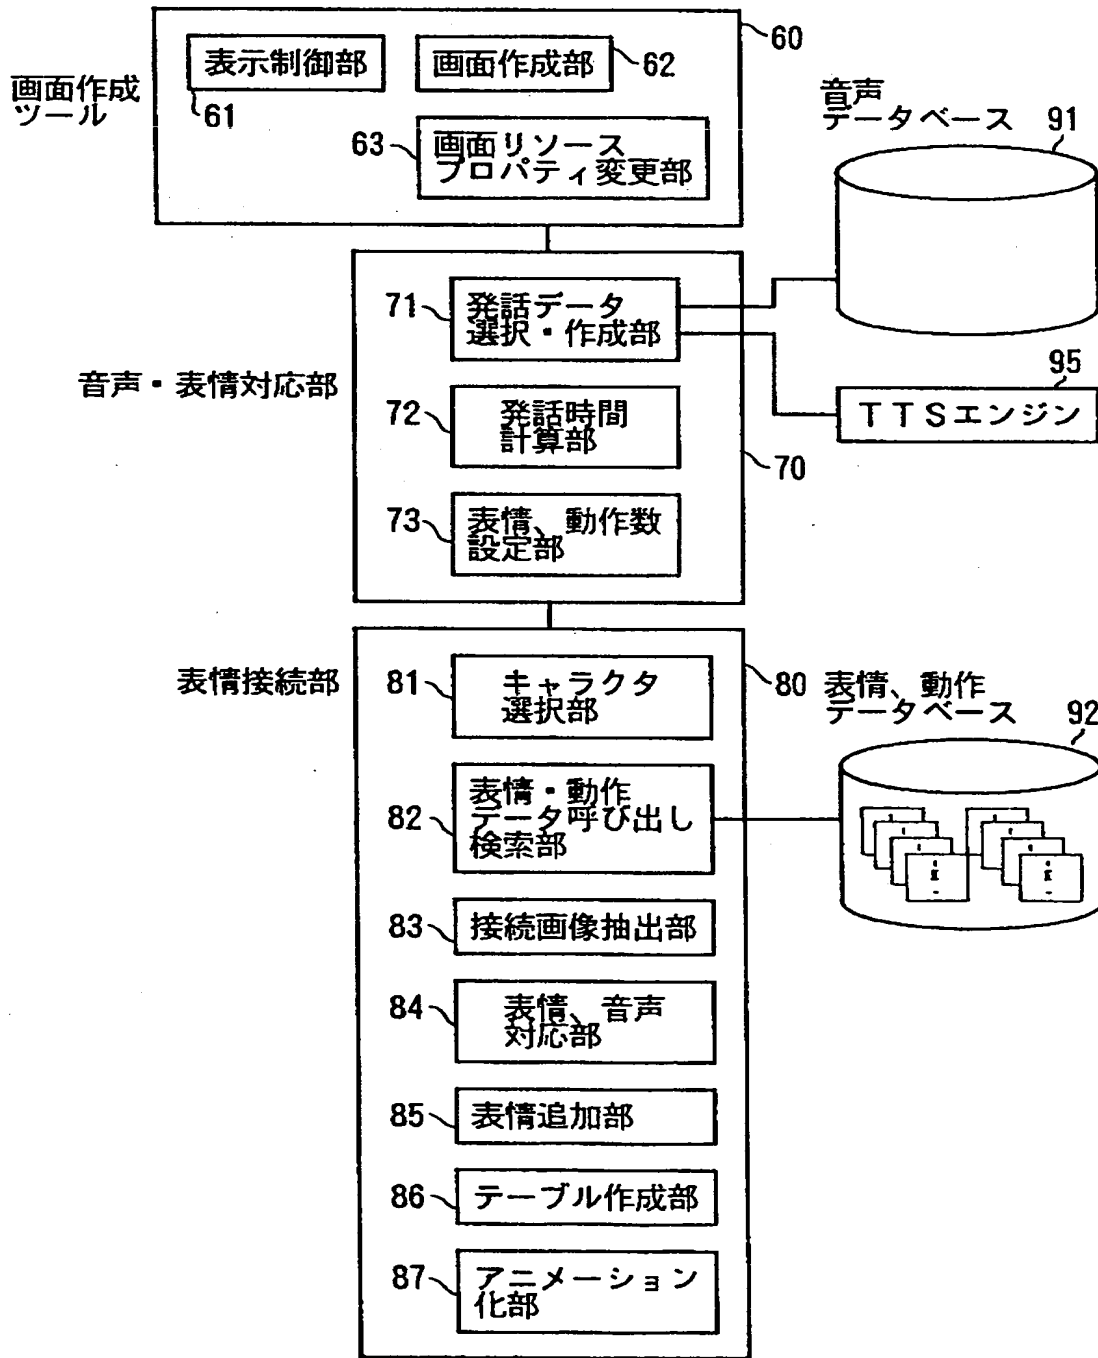 60
表示制御部
画面作成部
62
画面作成
ツール
61
63
画面リソース
プロパティ変更部
音声
データベース
91
71
発話データ
選択・作成部
音声・表情対応部
95
TTSエンジン
72
発話時間
計算部
70
73
表情、動作数
設定部
表情接続部
81
キャラクタ
選択部
80
表情、動作
データベース
92
82
表情・動作
データ呼び出し
検索部
83
接続画像抽出部
84
表情、音声
対応部
85
表情追加部
86
テーブル作成部
87
アニメーション
化部